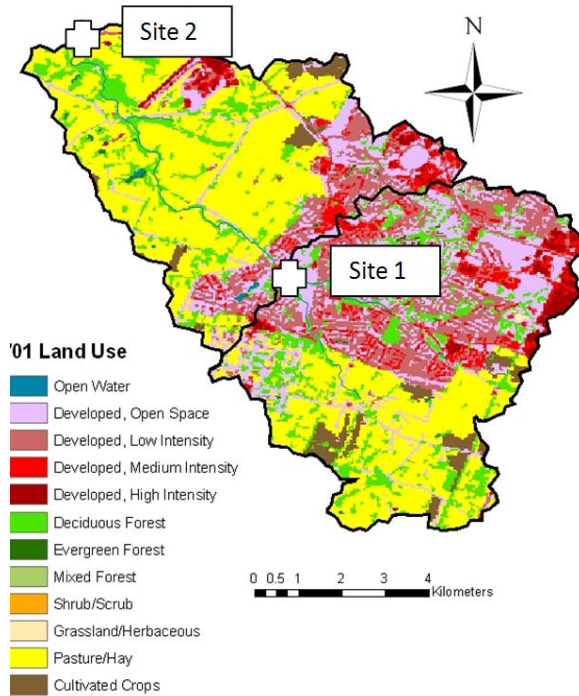 Site 2
N
Site 1
'01 Land Use
Open Water
Developed, Open Space
Developed, Low Intensity
Developed, Medium Intensity
Developed, High Intensity
Deciduous Forest
Evergreen Forest
Mixed Forest
Shrub/Scrub
Grassland/Herbaceous
Pasture/Hay
Cultivated Crops
0 0.5 1 2 3 4
Kilometers